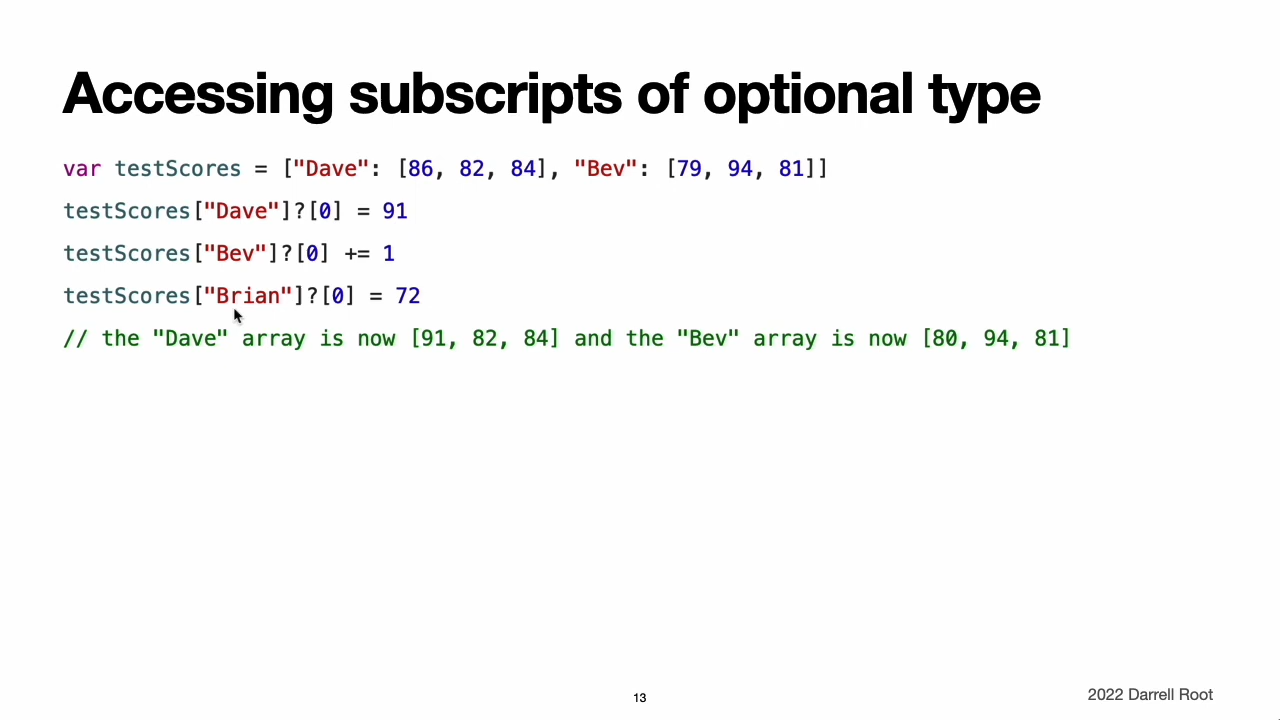 Accessing subscripts of optional type
var testScores = ["Dave": [86, 82, 84], "Bev": [79, 94, 81]]
testScores["Dave"]?[0] = 91
testScores["Bev"]?[0] += 1
testScores["Brian"]?[0] = 72
// the "Dave" array is now [91, 82, 84] and the "Bev" array is now [80, 94, 81]
13
2022 Darrell Root